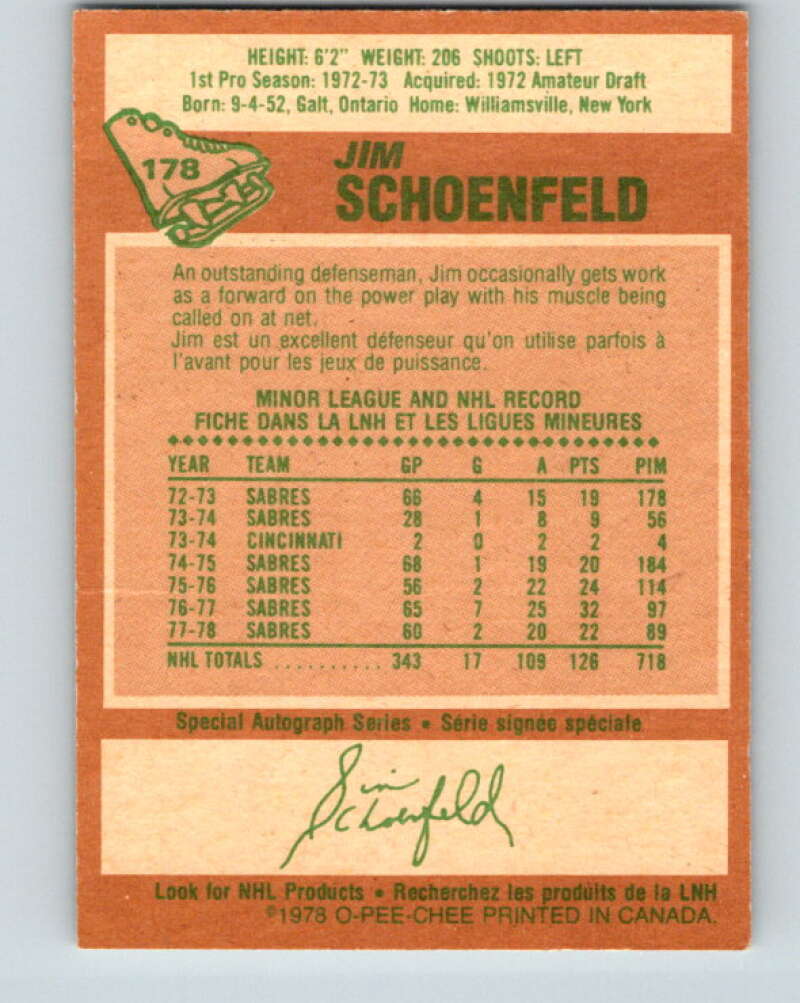 HEIGHT: 6'2" WEIGHT: 206 SHOOTS: LEFT
1st Pro Season: 1972-73 Acquired: 1972 Amateur Draft
Born: 9-4-52, Galt, Ontario Home: Williamsville, New York
178
JIM
SCHOENFELD
An outstanding defenseman, Jim occasionally gets work
as a forward on the power play with his muscle being
called on at net.
Jim est un excellent défenseur qu'on utilise parfois à
l'avant pour les jeux de puissance.
MINOR LEAGUE AND NHL RECORD
FICHE DANS LA LNH ET LES LIGUES MINEURES
YEAR TEAM GP G A PTS PIM
72-73 SABRES 66 4 15 19 178
73-74 SABRES 28 1 8 9 56
73-74 CINCINNATI 2 0 2 2 4
74-75 SABRES 68 1 19 20 184
75-76 SABRES 56 2 22 24 114
76-77 SABRES 65 7 25 32 97
77-78 SABRES 60 2 20 22 89
NHL TOTALS .......... 343 17 109 126 718
Special Autograph Series • Série signée spéciale
Jim
Schoenfeld
Look for NHL Products • Recherchez les produits de la LNH
©1978 O-PEE-CHEE PRINTED IN CANADA.